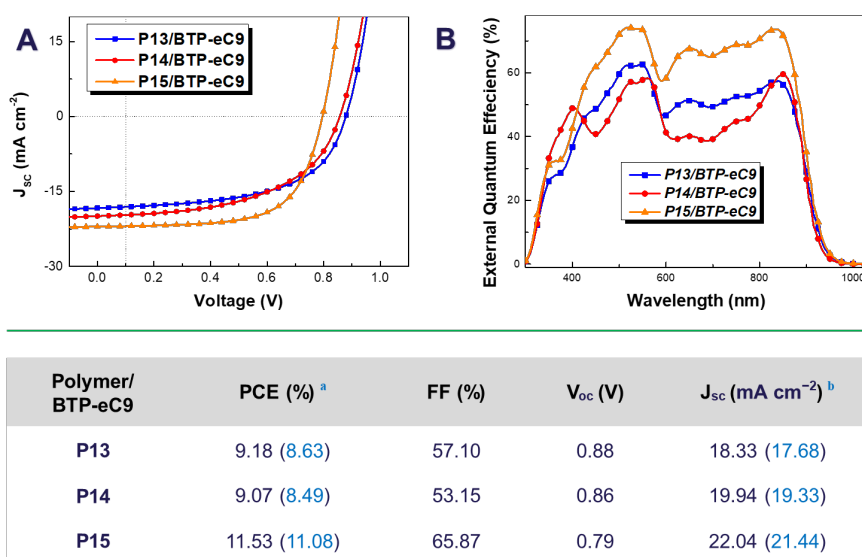 A
P13/BTP-eC9
P14/BTP-eC9
P15/BTP-eC9
15
0
-15
-30
0.0 0.2 0.4 0.6 0.8 1.0
Voltage (V)
Jsc (mA cm−2)
B
P13/BTP-eC9
P14/BTP-eC9
P15/BTP-eC9
60
40
20
0
400 600 800 1000
Wavelength (nm)
External Quantum Effeciency (%)
Polymer/
BTP-eC9
PCE (%) a FF (%) Voc (V) Jsc (mA cm−2) b
P13 9.18 (8.63) 57.10 0.88 18.33 (17.68)
P14 9.07 (8.49) 53.15 0.86 19.94 (19.33)
P15 11.53 (11.08) 65.87 0.79 22.04 (21.44)